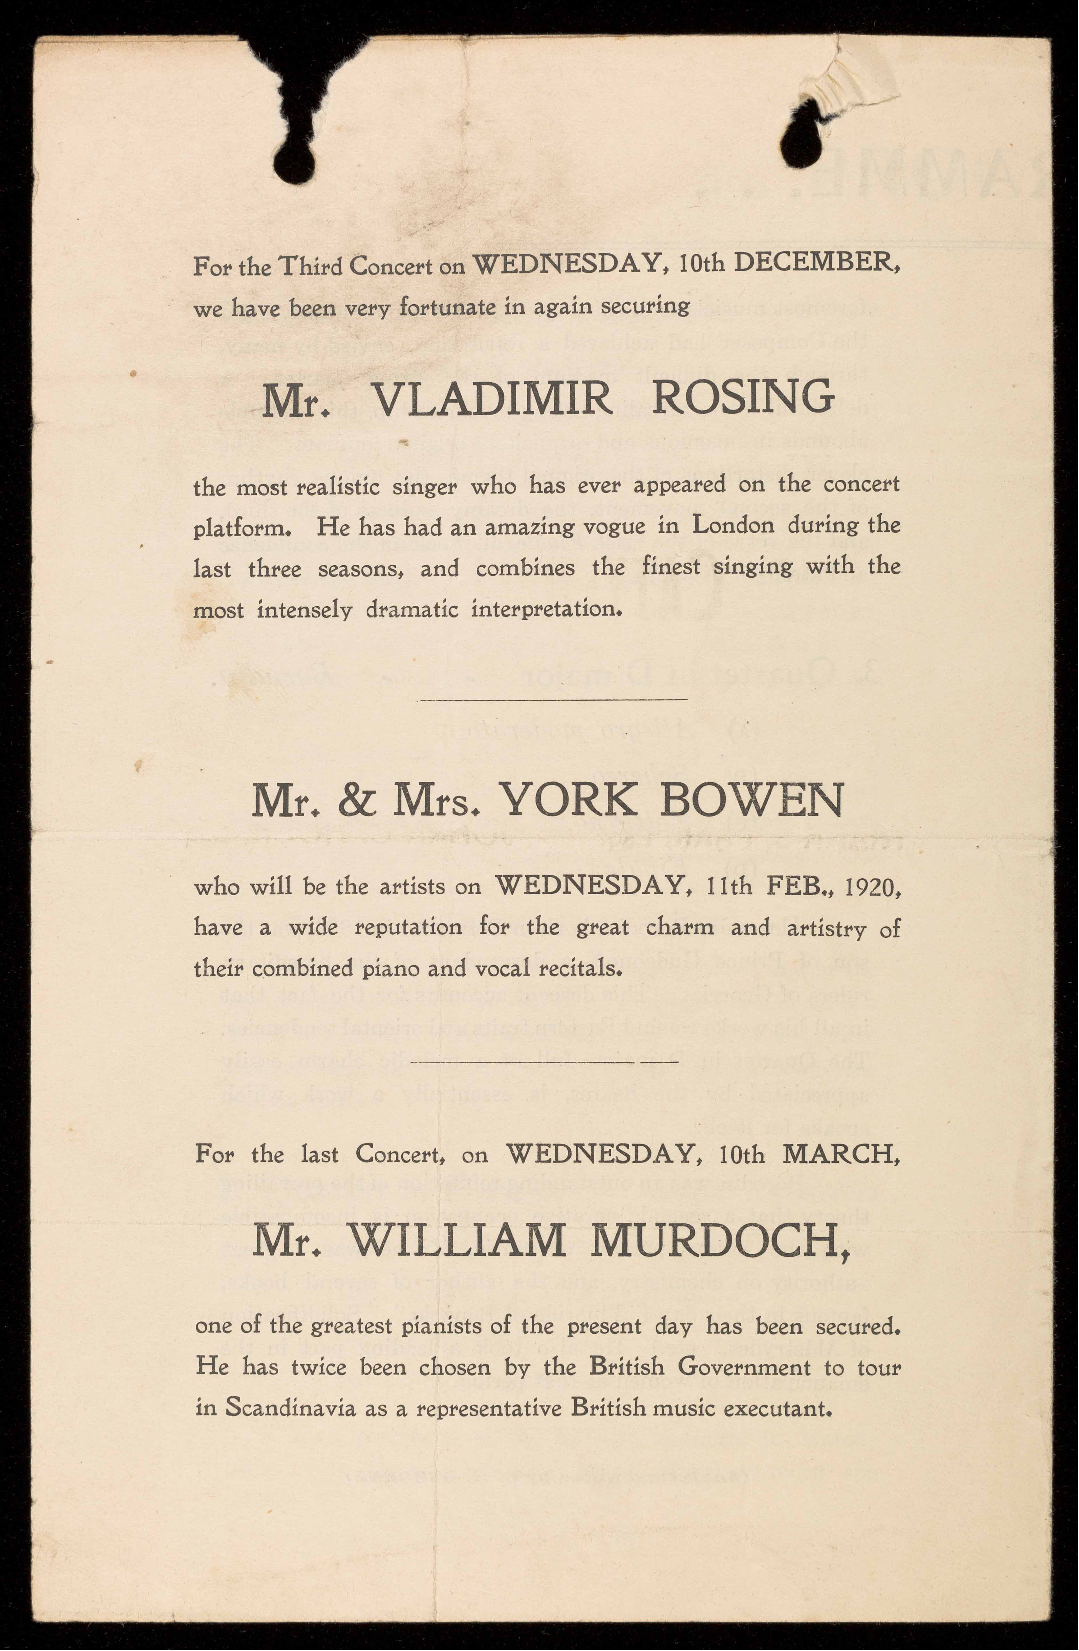 For the Third Concert on WEDNESDAY, 10th DECEMBER,
we have been very fortunate in again securing
Mr. VLADIMIR ROSING
the most realistic singer who has ever appeared on the concert
platform. He has had an amazing vogue in London during the
last three seasons, and combines the finest singing with the
most intensely dramatic interpretation.
Mr. & Mrs. YORK BOWEN
who will be the artists on WEDNESDAY, 11th FEB., 1920,
have a wide reputation for the great charm and artistry of
their combined piano and vocal recitals.
For the last Concert, on WEDNESDAY, 10th MARCH,
Mr. WILLIAM MURDOCH,
one of the greatest pianists of the present day has been secured.
He has twice been chosen by the British Government to tour
in Scandinavia as a representative British music executant.